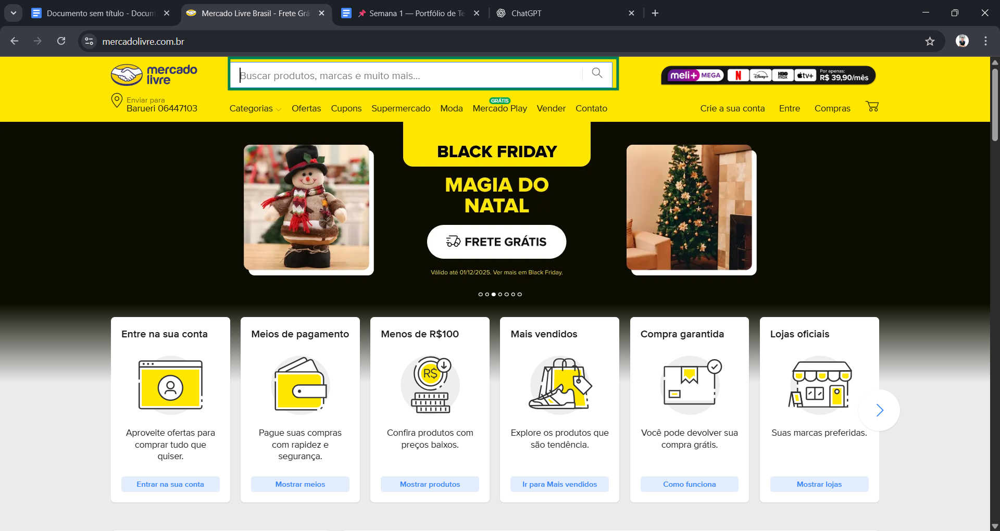 Documento sem título - Docum
Mercado Livre Brasil - Frete Grá
📌 Semana 1 — Portfólio de Te
ChatGPT
mercadolivre.com.br
mercado
livre
Buscar produtos, marcas e muito mais...
meli+ MEGA
N
Disney+
HBO
max
tv+
Por apenas:
R$ 39,90/mês
Enviar para
Barueri 06447103
Categorias
Ofertas
Cupons
Supermercado
Moda
GRÁTIS
Mercado Play
Vender
Contato
Crie a sua conta
Entre
Compras
BLACK FRIDAY
MAGIA DO
NATAL
FRETE GRÁTIS
Válido até 01/12/2025. Ver mais em Black Friday.
Entre na sua conta
Aproveite ofertas para
comprar tudo que
quiser.
Entrar na sua conta
Meios de pagamento
Pague suas compras
com rapidez e
segurança.
Mostrar meios
Menos de R$100
R$
Confira produtos com
preços baixos.
Mostrar produtos
Mais vendidos
Explore os produtos que
são tendência.
Ir para Mais vendidos
Compra garantida
Você pode devolver sua
compra grátis.
Como funciona
Lojas oficiais
Suas marcas preferidas.
Mostrar lojas